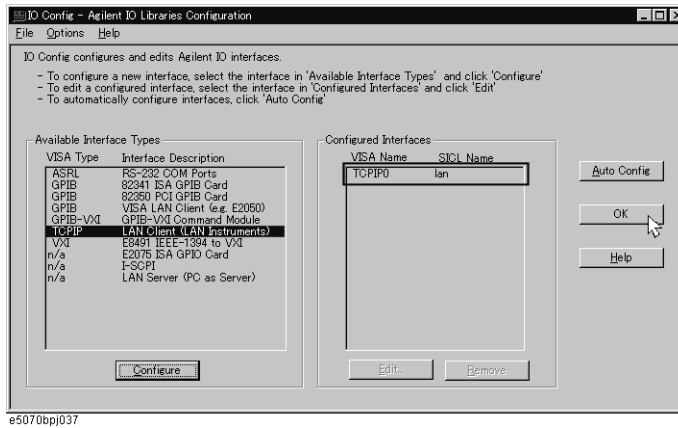 IO Config - Agilent IO Libraries Configuration
File Options Help
IO Config configures and edits Agilent IO interfaces.
- To configure a new interface, select the interface in 'Available Interface Types' and click 'Configure'
- To edit a configured interface, select the interface in 'Configured Interfaces' and click 'Edit'
- To automatically configure interfaces, click 'Auto Config'
Available Interface Types
VISA Type Interface Description
ASRL RS-232 COM Ports
GPIB 82341 ISA GPIB Card
GPIB 82350 PCI GPIB Card
GPIB VISA LAN Client (e.g. E2050)
GPIB-VXI GPIB-VXI Command Module
TCPIP LAN Client (LAN Instruments)
VXI E8491 IEEE-1394 to VXI
n/a E2075 ISA GPIO Card
n/a I-SCPI
n/a LAN Server (PC as Server)
Configure
Configured Interfaces
VISA Name SICL Name
TCPIP0 lan
Edit...
Remove
Auto Config
OK
Help
e5070bpj037